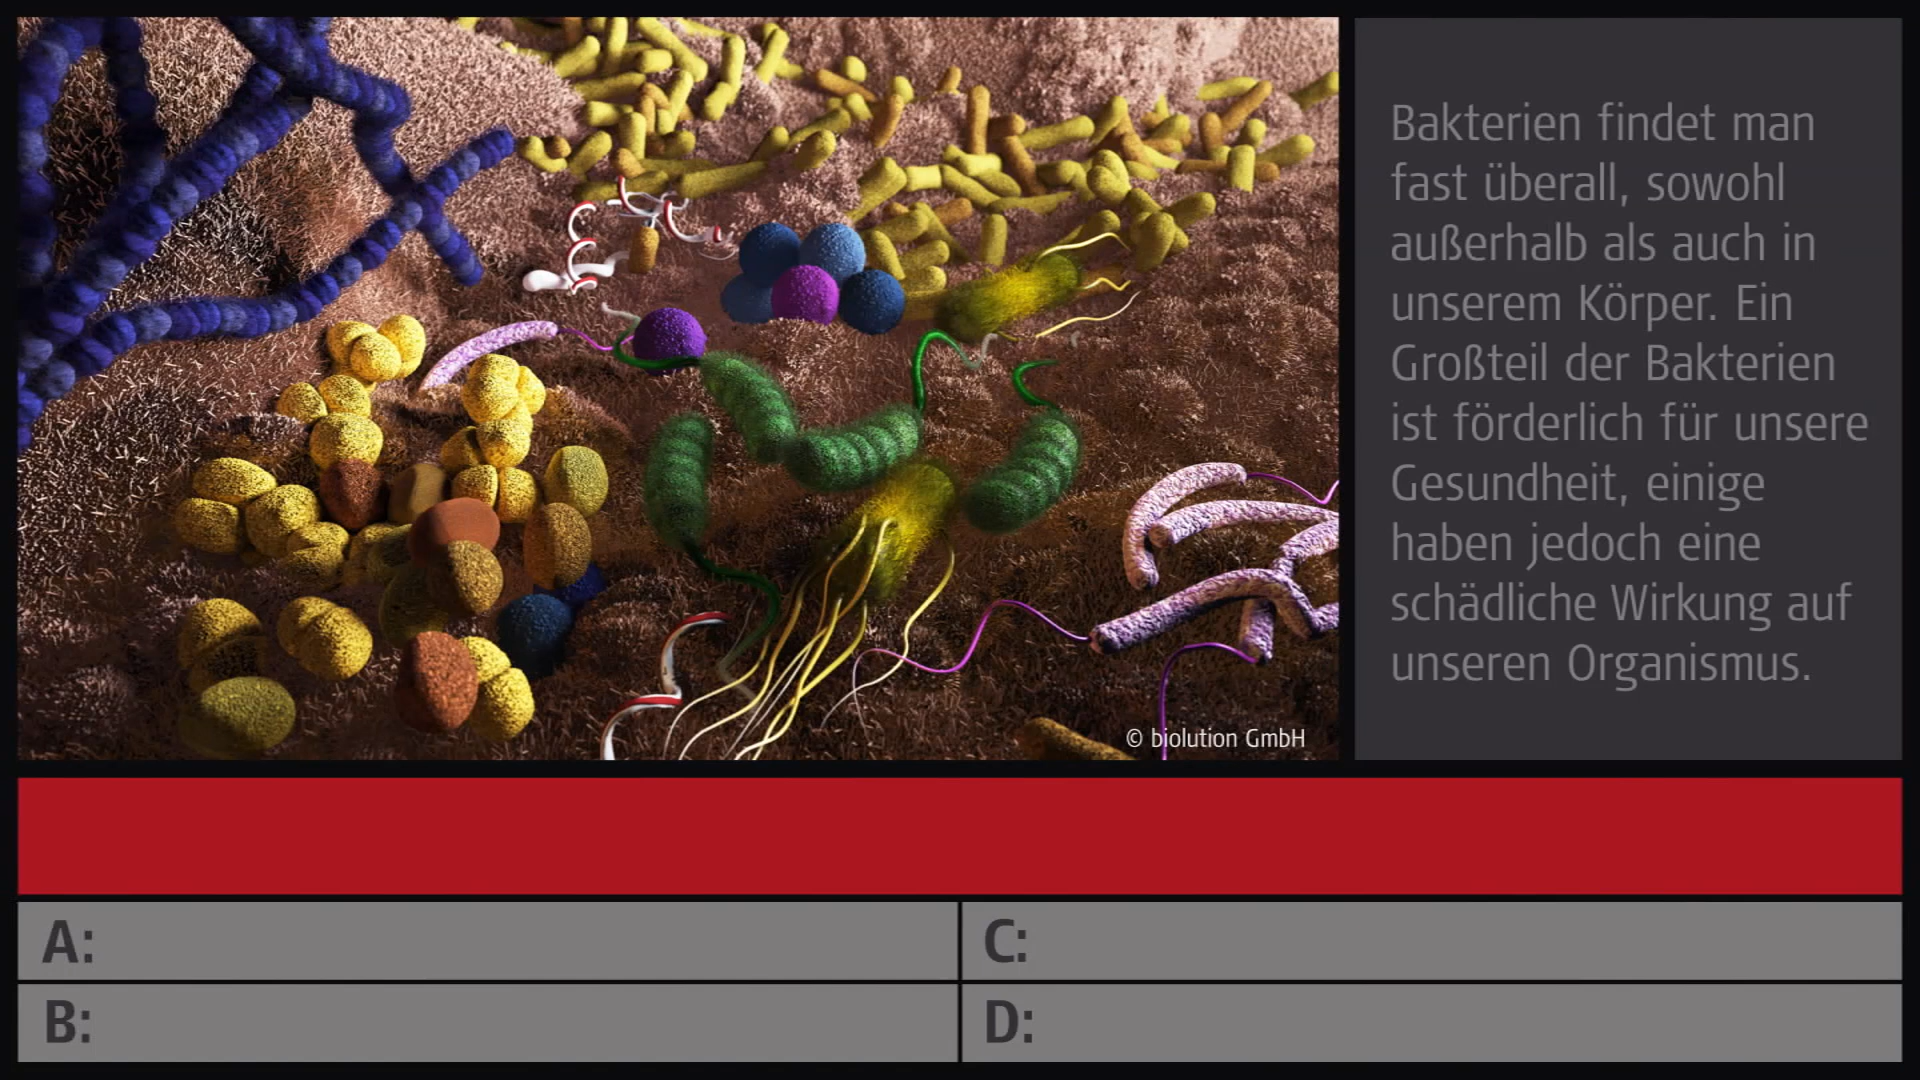 Bakterien findet man
fast überall, sowohl
außerhalb als auch in
unserem Körper. Ein
Großteil der Bakterien
ist förderlich für unsere
Gesundheit, einige
haben jedoch eine
schädliche Wirkung auf
unseren Organismus.
© biolution GmbH
A:
C:
B:
D: